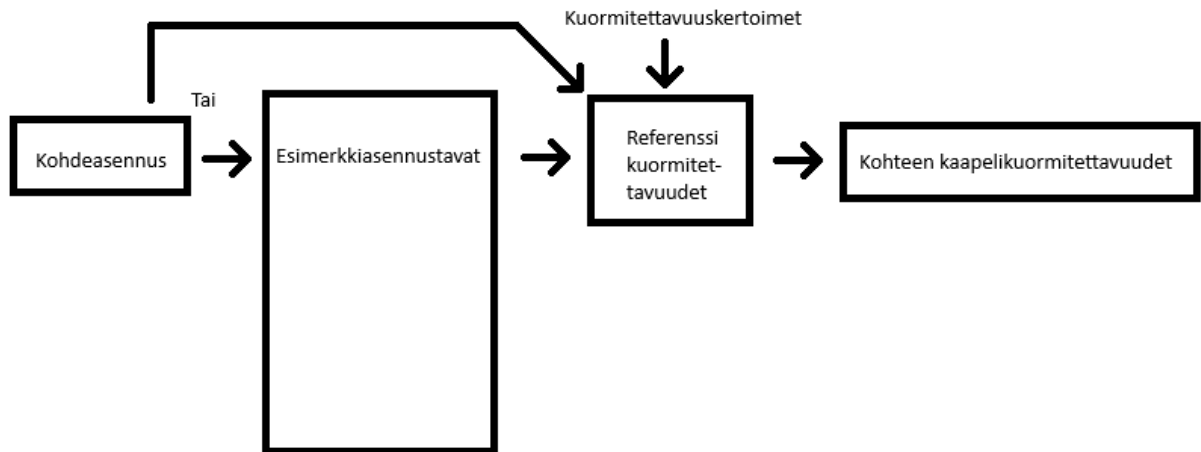 Kuormitettavuuskertoimet
Tai
Kohdeasennus
Esimerkkiasennustavat
Referenssi
kuormitet-
tavuudet
Kohteen kaapelikuormitettavuudet